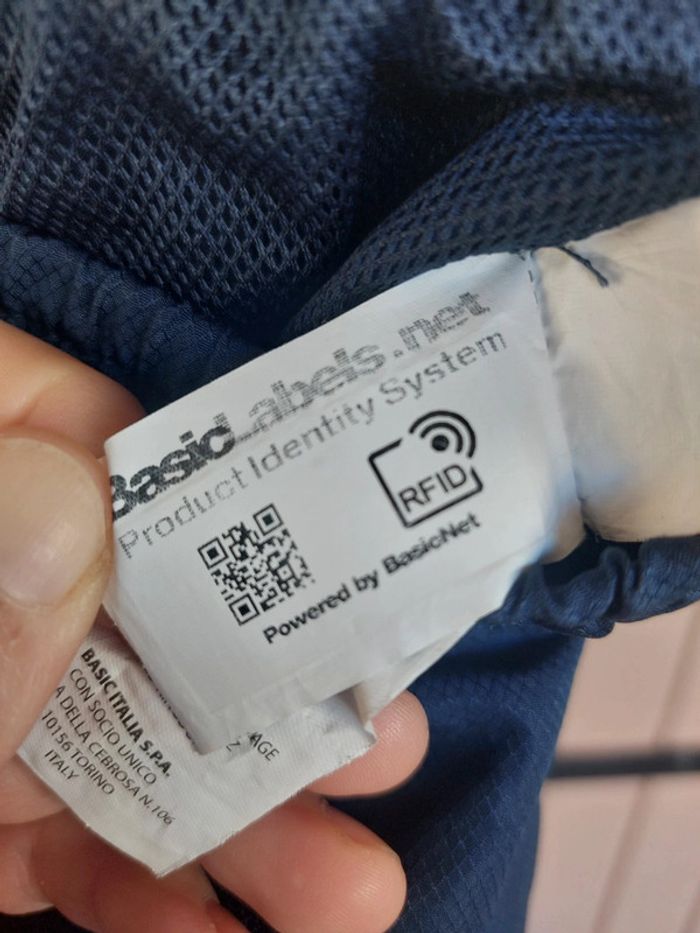 BasicLabels.net
Product Identity System
RFID
Powered by BasicNet
AGE
Z
BASIC ITALIA S.P.A.
CON SOCIO UNICO
A DELLA CEBROSA N.106
10156 TORINO
ITALY